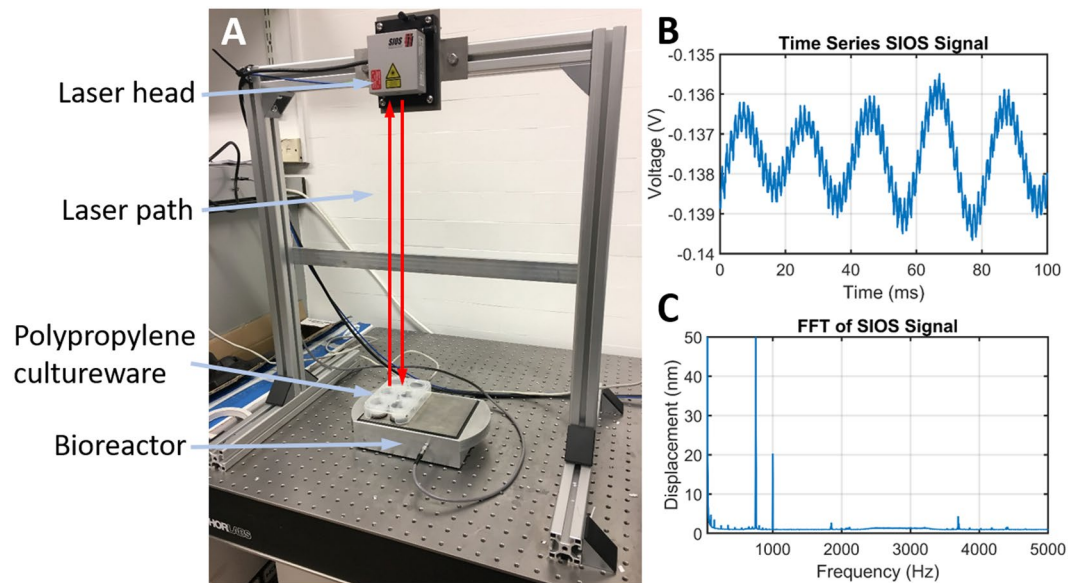 A
SIOS
Laser head
Laser path
Polypropylene
cultureware
Bioreactor
HORLABS
B
Time Series SIOS Signal
Voltage (V)
-0.135
-0.136
-0.137
-0.138
-0.139
-0.14
0 20 40 60 80 100
Time (ms)
C
FFT of SIOS Signal
Displacement (nm)
50
40
30
20
10
0
1000 2000 3000 4000 5000
Frequency (Hz)